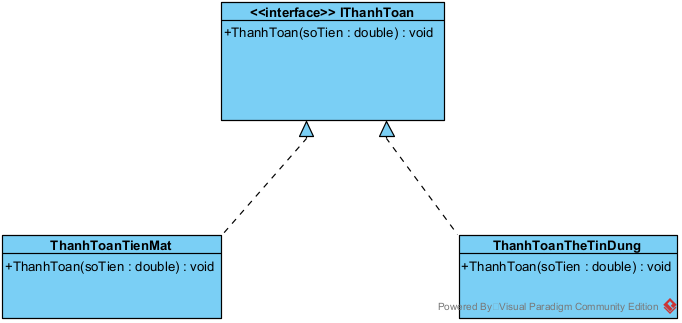 <<interface>> IThanhToan
+ThanhToan(soTien : double) : void
ThanhToanTienMat
+ThanhToan(soTien : double) : void
ThanhToanTheTinDung
+ThanhToan(soTien : double) : void
Powered By: Visual Paradigm Community Edition